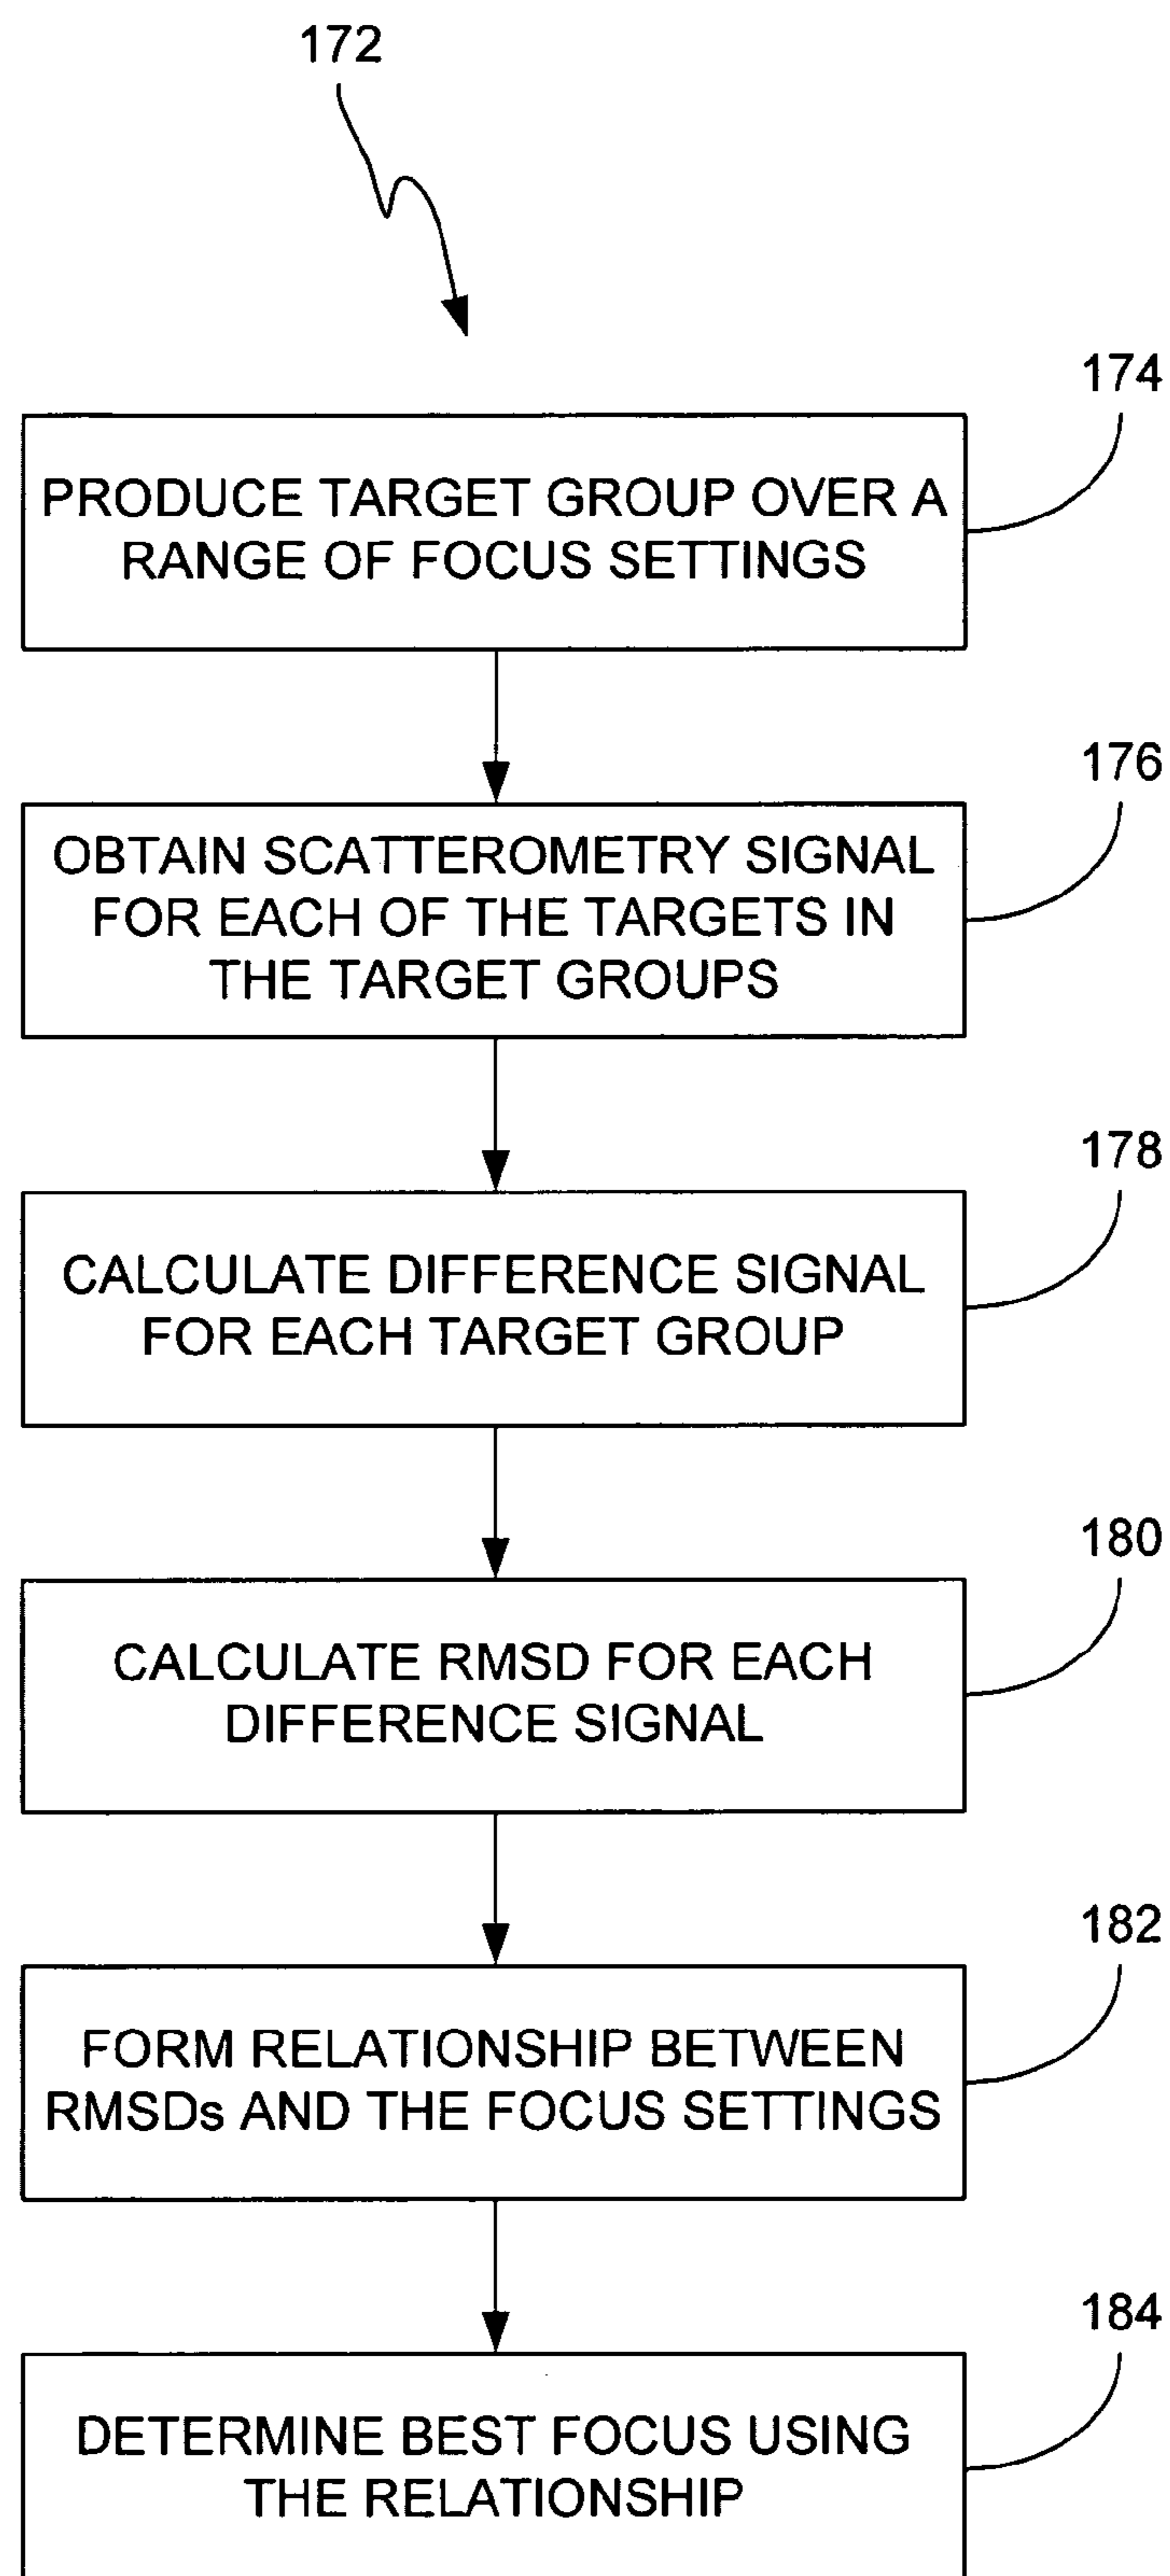 172
174
PRODUCE TARGET GROUP OVER A
RANGE OF FOCUS SETTINGS
176
OBTAIN SCATTEROMETRY SIGNAL
FOR EACH OF THE TARGETS IN
THE TARGET GROUPS
178
CALCULATE DIFFERENCE SIGNAL
FOR EACH TARGET GROUP
180
CALCULATE RMSD FOR EACH
DIFFERENCE SIGNAL
182
FORM RELATIONSHIP BETWEEN
RMSDs AND THE FOCUS SETTINGS
184
DETERMINE BEST FOCUS USING
THE RELATIONSHIP